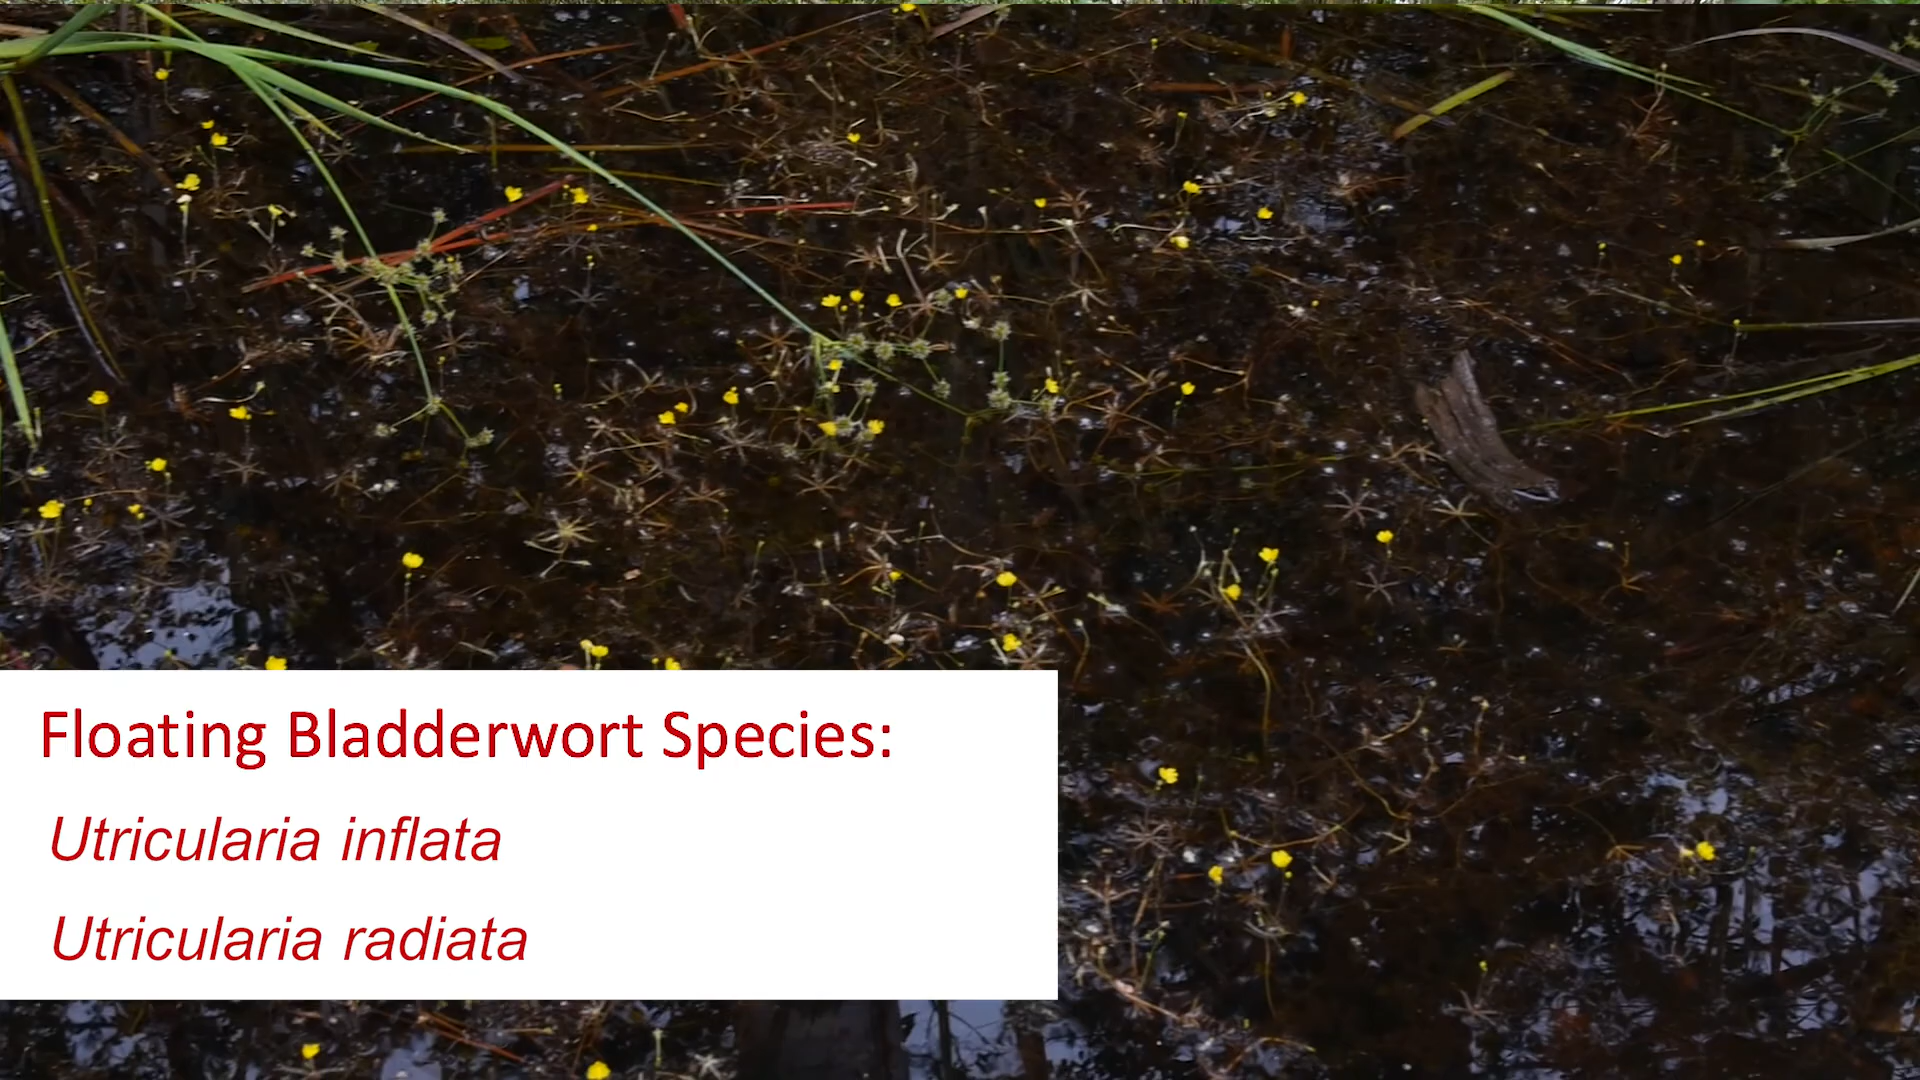 Floating Bladderwort Species:
Utricularia inflata
Utricularia radiata